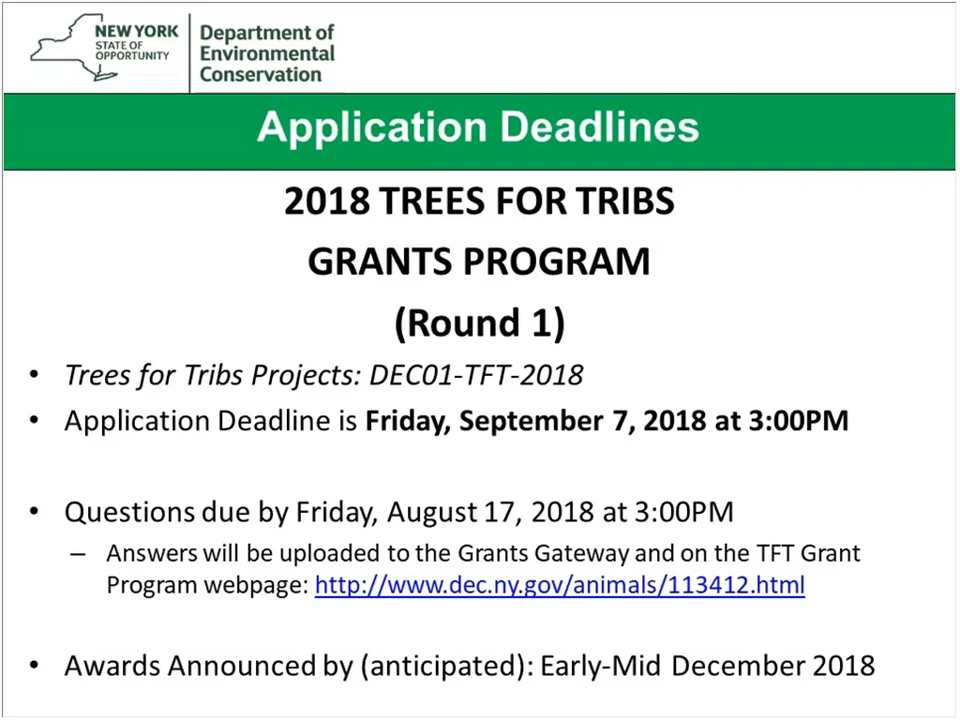 NEW YORK
STATE OF
OPPORTUNITY
Department of
Environmental
Conservation
Application Deadlines
2018 TREES FOR TRIBS
GRANTS PROGRAM
(Round 1)
• Trees for Tribs Projects: DEC01-TFT-2018
• Application Deadline is Friday, September 7, 2018 at 3:00PM
• Questions due by Friday, August 17, 2018 at 3:00PM
– Answers will be uploaded to the Grants Gateway and on the TFT Grant
Program webpage: http://www.dec.ny.gov/animals/113412.html
• Awards Announced by (anticipated): Early-Mid December 2018